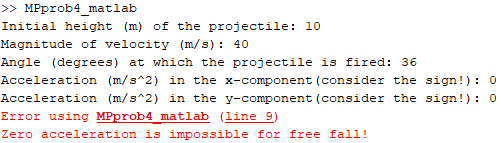 >> MPprob4_matlab
Initial height (m) of the projectile: 10
Magnitude of velocity (m/s): 40
Angle (degrees) at which the projectile is fired: 36
Acceleration (m/s^2) in the x-component(consider the sign!): 0
Acceleration (m/s^2) in the y-component(consider the sign!): 0
Error using MPprob4_matlab (line 9)
Zero acceleration is impossible for free fall!